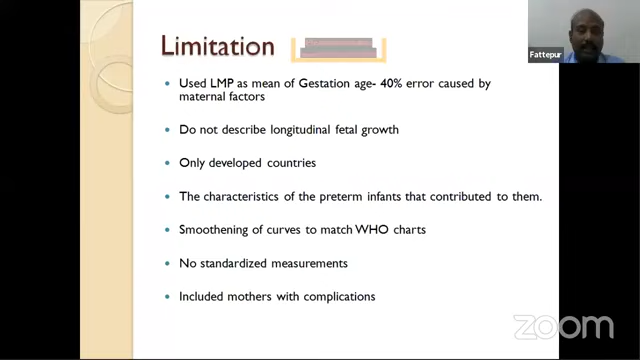 Limitation
Used LMP as mean of Gestation age- 40% error caused by
maternal factors
Do not describe longitudinal fetal growth
Only developed countries
The characteristics of the preterm infants that contributed to them.
Smoothening of curves to match WHO charts
No standardized measurements
Included mothers with complications
Fattepur
zoom